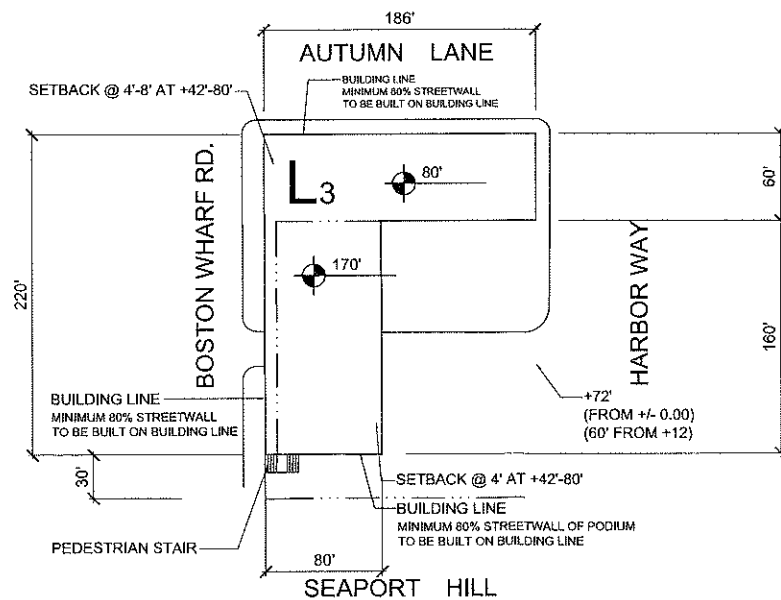 186'
AUTUMN LANE
BUILDING LINE
MINIMUM 80% STREETWALL
TO BE BUILT ON BUILDING LINE
SETBACK @ 4'-8' AT +42'-80'
BOSTON WHARF RD.
L3
80'
60'
170'
220'
HARBOR WAY
160'
BUILDING LINE
MINIMUM 80% STREETWALL
TO BE BUILT ON BUILDING LINE
+72'
(FROM +/- 0.00)
(60' FROM +12)
30'
SETBACK @ 4' AT +42'-80'
BUILDING LINE
MINIMUM 80% STREETWALL OF PODIUM
TO BE BUILT ON BUILDING LINE
PEDESTRIAN STAIR
80'
SEAPORT HILL